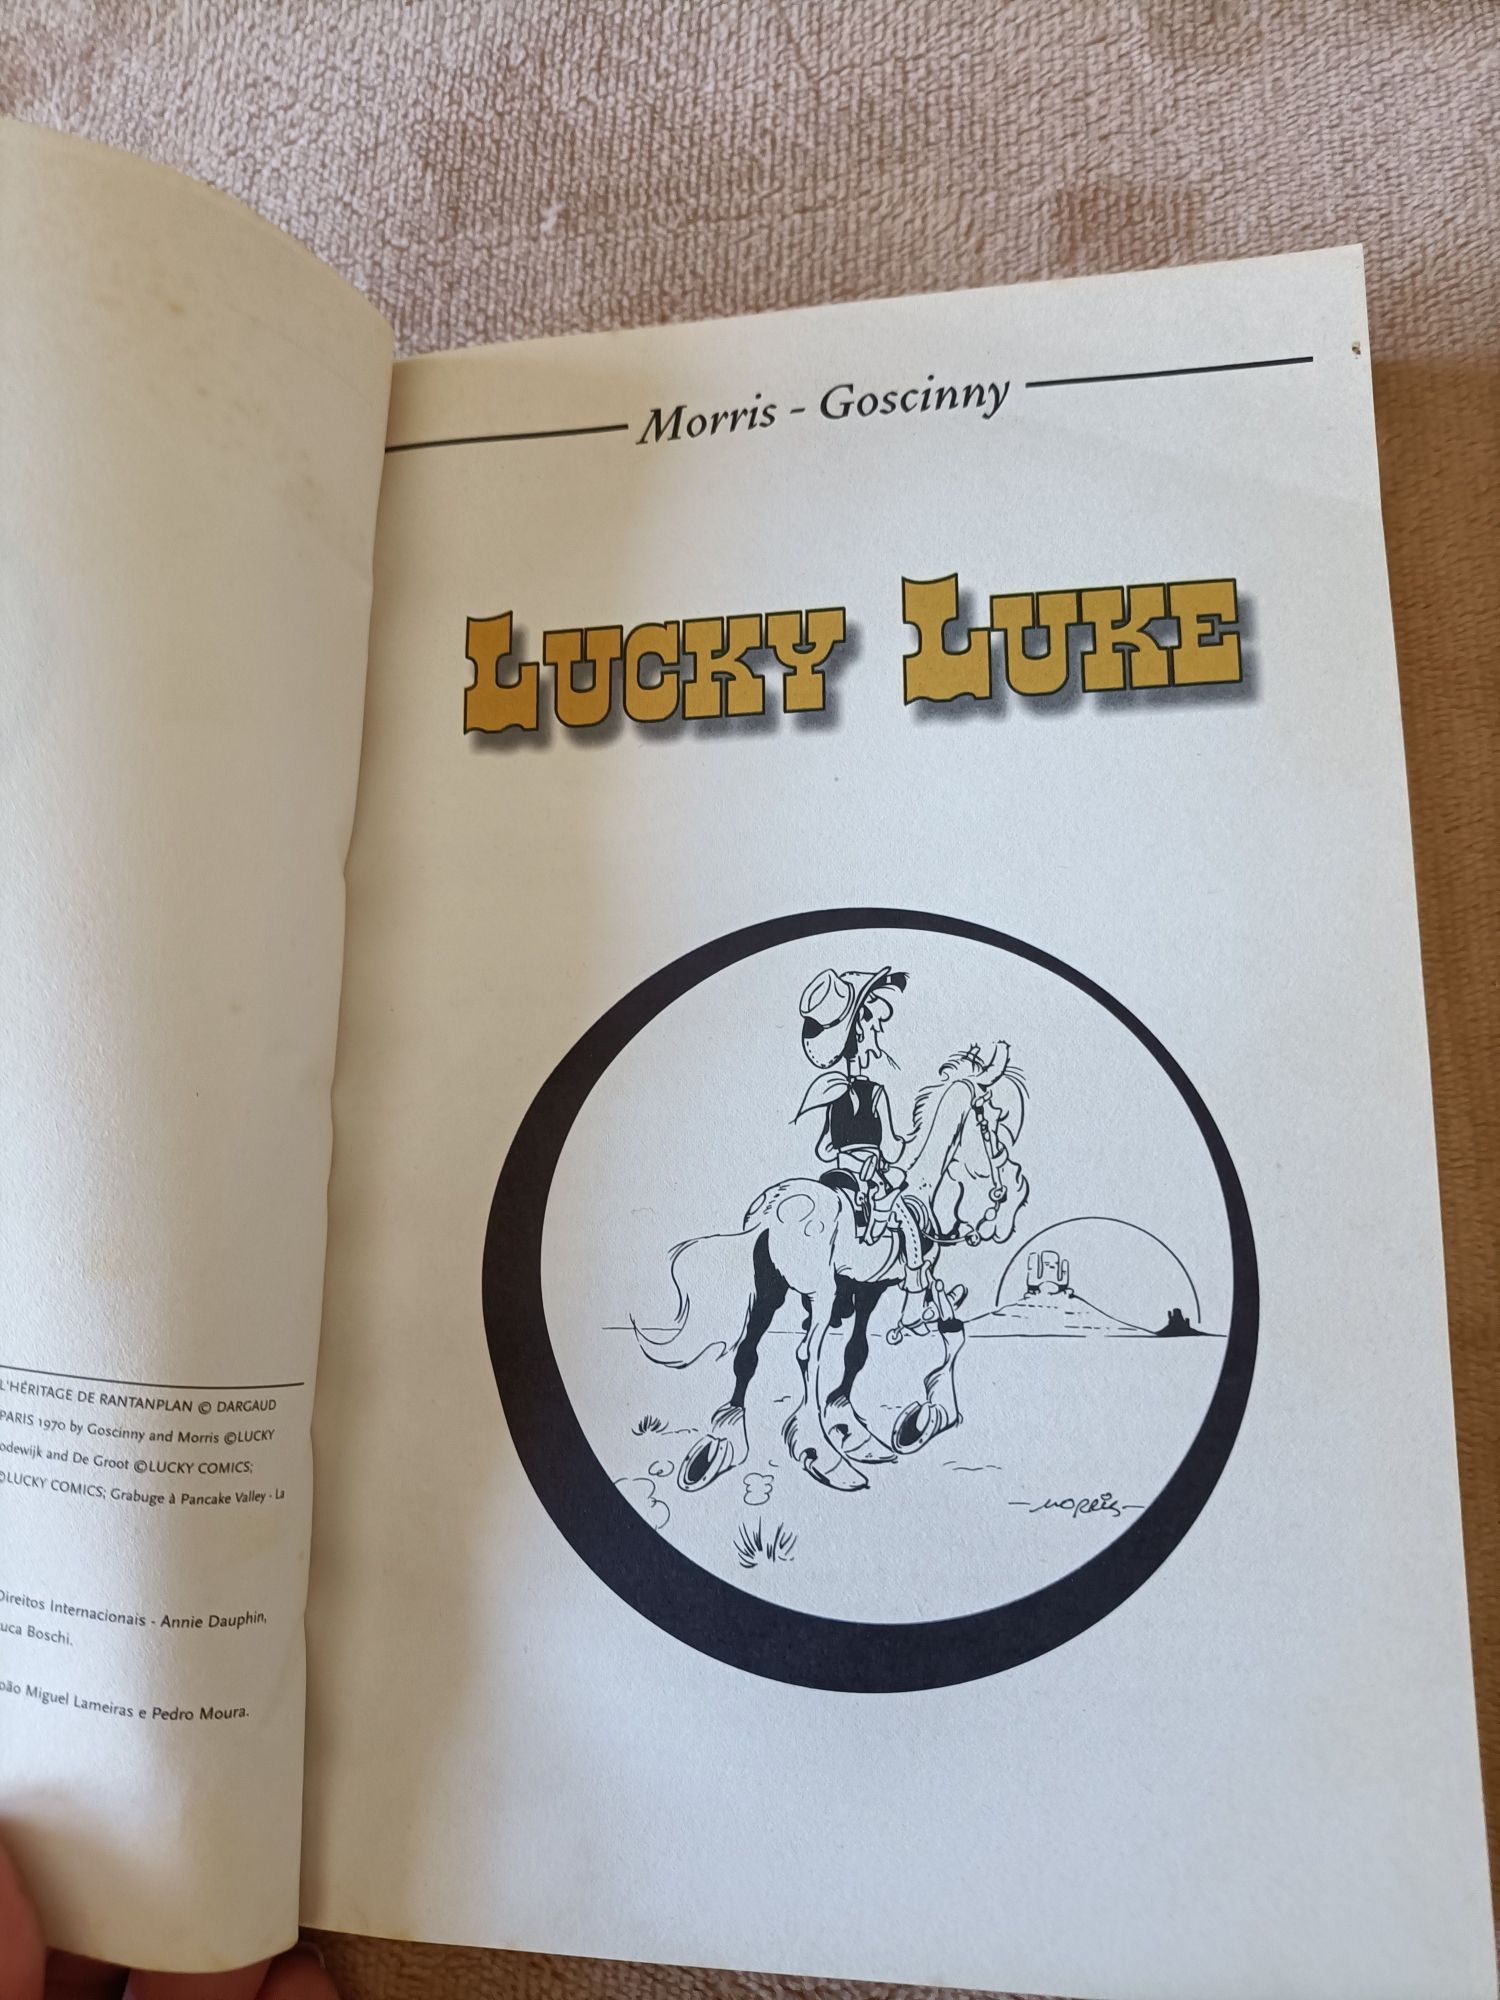 L'HÉRITAGE DE RANTANPLAN © DARGAUD
PARIS 1970 by Goscinny and Morris ©LUCKY
and De Groot ©LUCKY COMICS;
©LUCKY COMICS; Grabuge à Pancake Valley - La
Direitos Internacionais - Annie Dauphin,
Boschi.
Miguel Lameiras e Pedro Moura.
Morris - Goscinny
LUCKY LUKE
-MORRIS-